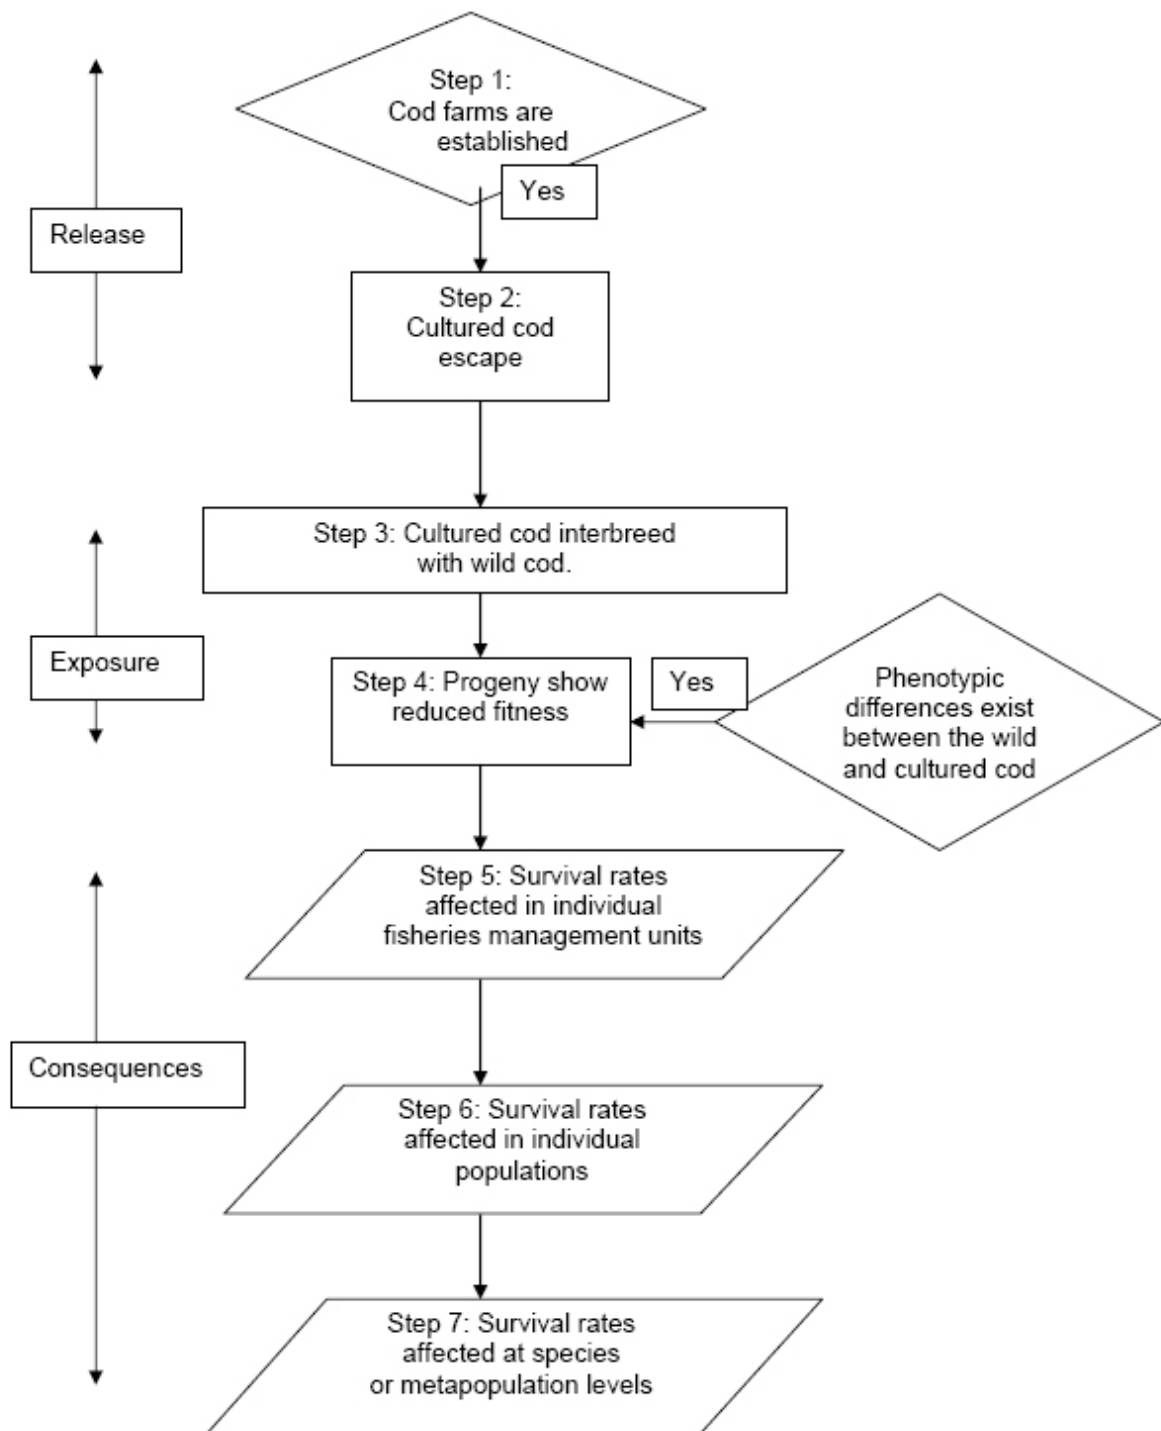 Step 1:
Cod farms are
established
Yes
Release
Step 2:
Cultured cod
escape
Step 3: Cultured cod interbreed
with wild cod.
Exposure
Step 4: Progeny show
reduced fitness
Yes
Phenotypic
differences exist
between the wild
and cultured cod
Step 5: Survival rates
affected in individual
fisheries management units
Consequences
Step 6: Survival rates
affected in individual
populations
Step 7: Survival rates
affected at species
or metapopulation levels